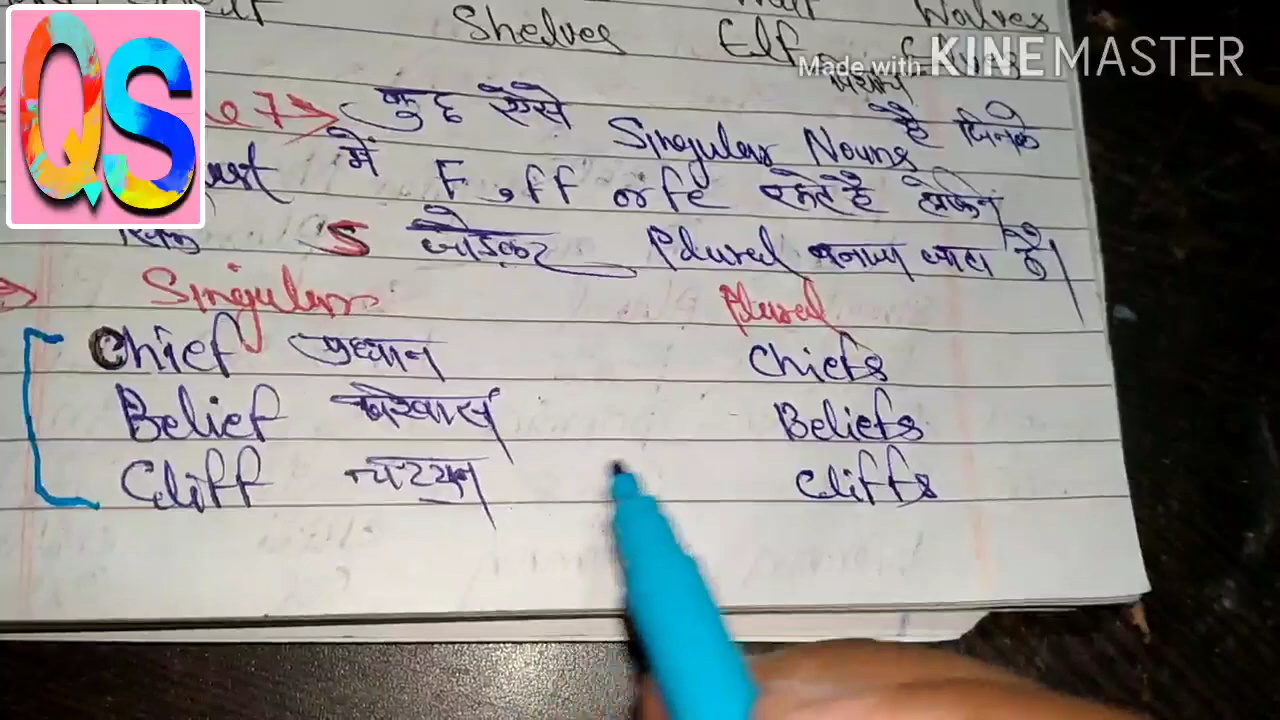 Shelves Elf Wolves
QS
Made with KINEMASTER
7 कुछ ऐसे Singular Nouns है जिनके
में F, ff or fe रहते है लेकिन
सिर्फ S जोड़कर Plural बनाया जाता है।
Singular Plural
Chief प्रधान Chiefs
Belief Beliefs
Cliff चट्टान Cliffs